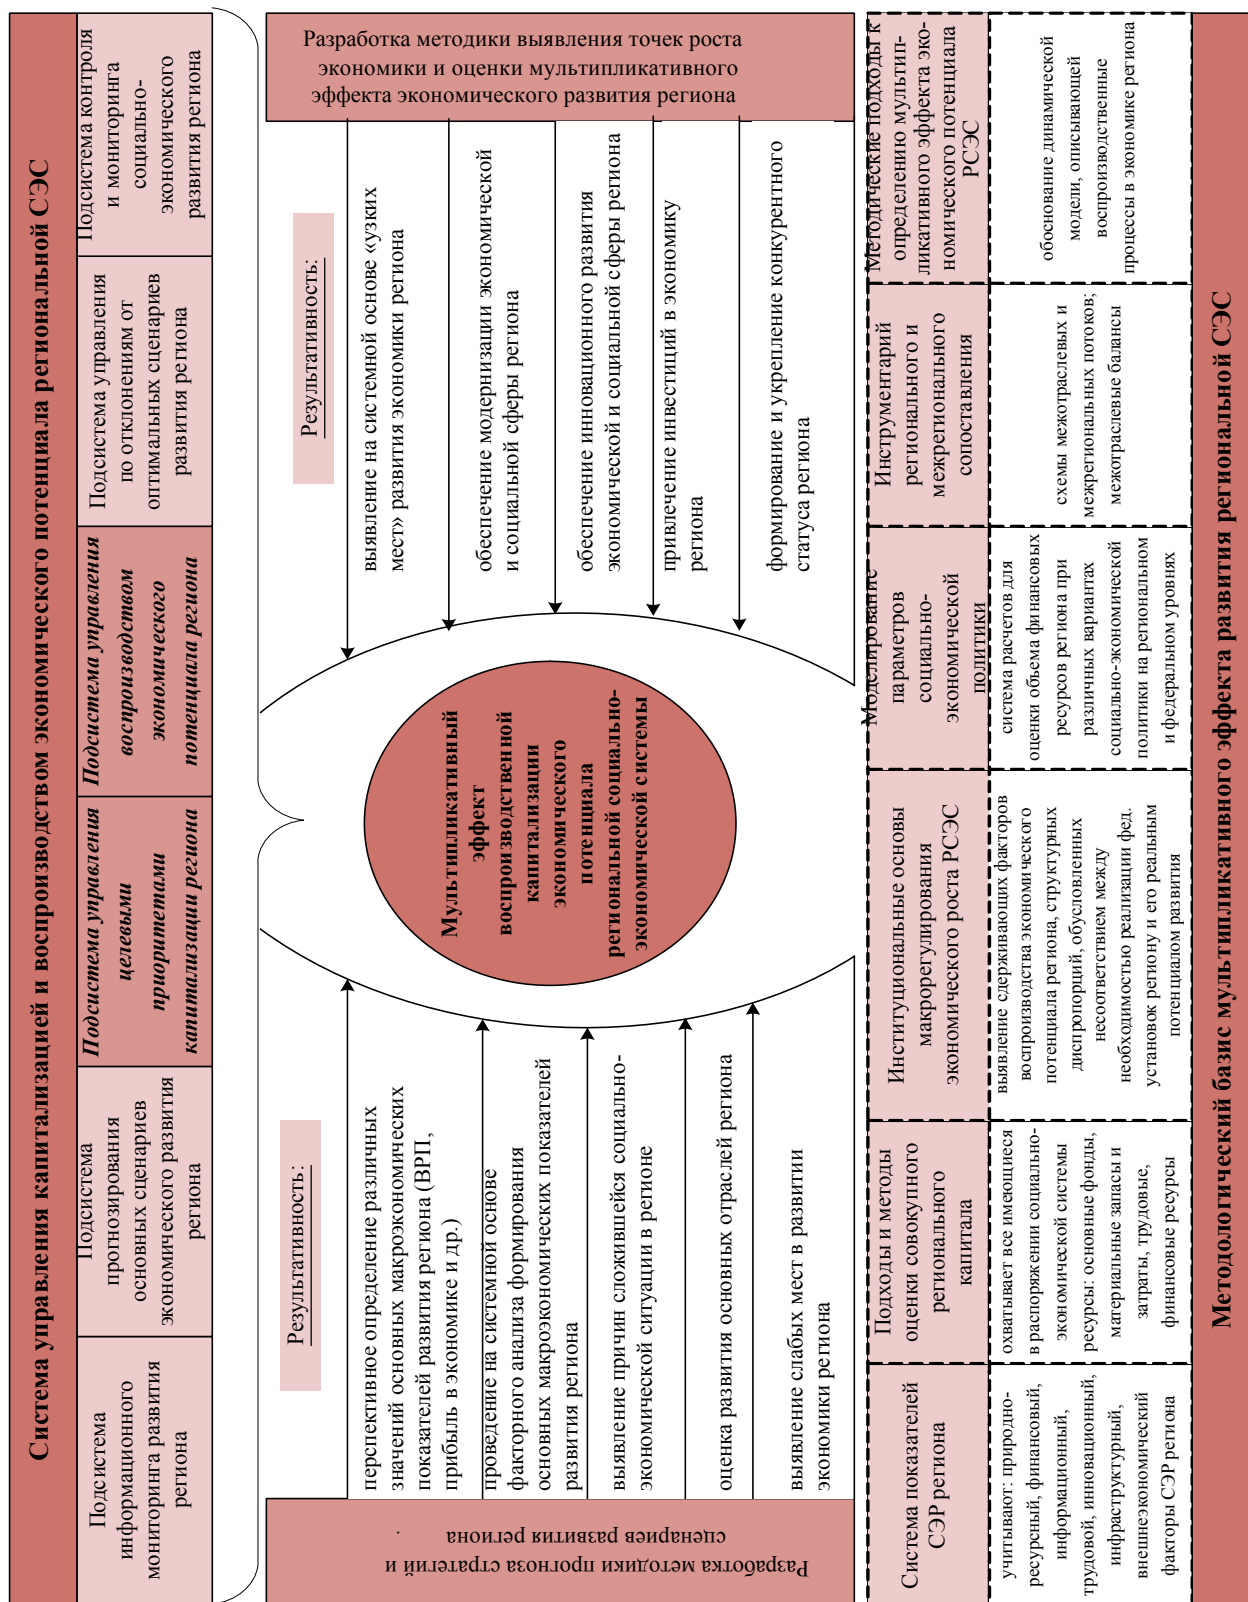 Система управления капитализацией и воспроизводством экономического потенциала региональной СЭС
Подсистема
информационного
мониторинга развития
региона
Подсистема
прогнозирования
основных сценариев
экономического развития
региона
Подсистема управления
целевыми
приоритетами
капитализации региона
Подсистема управления
воспроизводством
экономического
потенциала региона
Подсистема управления
по отклонениям от
оптимальных сценариев
развития региона
Подсистема контроля
и мониторинга
социально-
экономического
развития региона
Разработка методики прогноза стратегий и
сценариев развития региона
.
Результативность:
перспективное определение различных
значений основных макроэкономических
показателей развития региона (ВРП,
прибыль в экономике и др.)
проведение на системной основе
факторного анализа формирования
основных макроэкономических показателей
развития региона
выявление причин сложившейся социально-
экономической ситуации в регионе
оценка развития основных отраслей региона
выявление слабых мест в развитии
экономики региона
Мультипликативный
эффект
воспроизводственной
капитализации
экономического
потенциала
региональной социально-
экономической системы
Результативность:
выявление на системной основе «узких
мест» развития экономики региона
обеспечение модернизации экономической
и социальной сферы региона
обеспечение инновационного развития
экономической и социальной сферы региона
привлечение инвестиций в экономику
региона
формирование и укрепление конкурентного
статуса региона
Разработка методики выявления точек роста
экономики и оценки мультипликативного
эффекта экономического развития региона
Система показателей
СЭР региона
учитывают: природно-
ресурсный, финансовый,
информационный,
трудовой, инновационный,
инфраструктурный,
внешнеэкономический
факторы СЭР региона
Подходы и методы
оценки совокупного
регионального
капитала
охватывает все имеющиеся
в распоряжении социально-
экономической системы
ресурсы: основные фонды,
материальные запасы и
затраты, трудовые,
финансовые ресурсы
Институциональные основы
макрорегулирования
экономического роста РСЭС
выявление сдерживающих факторов
воспроизводства экономического
потенциала региона, структурных
диспропорций, обусловленных
несоответствием между
необходимостью реализации фед.
установок региону и его реальным
потенциалом развития
Моделирование
параметров
социально-
экономической
политики
система расчетов для
оценки объема финансовых
ресурсов региона при
различных вариантах
социально-экономической
политики на региональном
и федеральном уровнях
Инструментарий
регионального и
межрегионального
сопоставления
схемы межотраслевых и
межрегиональных потоков;
межотраслевые балансы
Методические подходы к
определению мультип-
ликативного эффекта эко-
номического потенциала
РСЭС
обоснование динамической
модели, описывающей
воспроизводственные
процессы в экономике региона
Методологический базис мультипликативного эффекта развития региональной СЭС